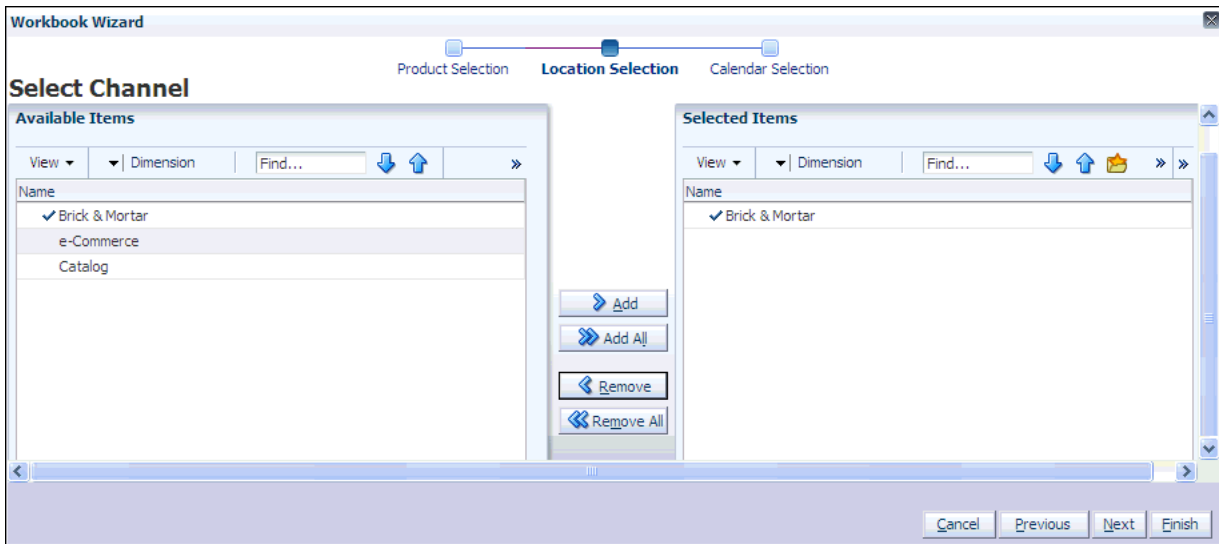 Workbook Wizard
Product Selection
Location Selection
Calendar Selection
Select Channel
Available Items
View
Dimension
Find...
»
Name
Brick & Mortar
e-Commerce
Catalog
Add
Add All
Remove
Remove All
Selected Items
View
Dimension
Find...
» »
Name
Brick & Mortar
Cancel
Previous
Next
Finish